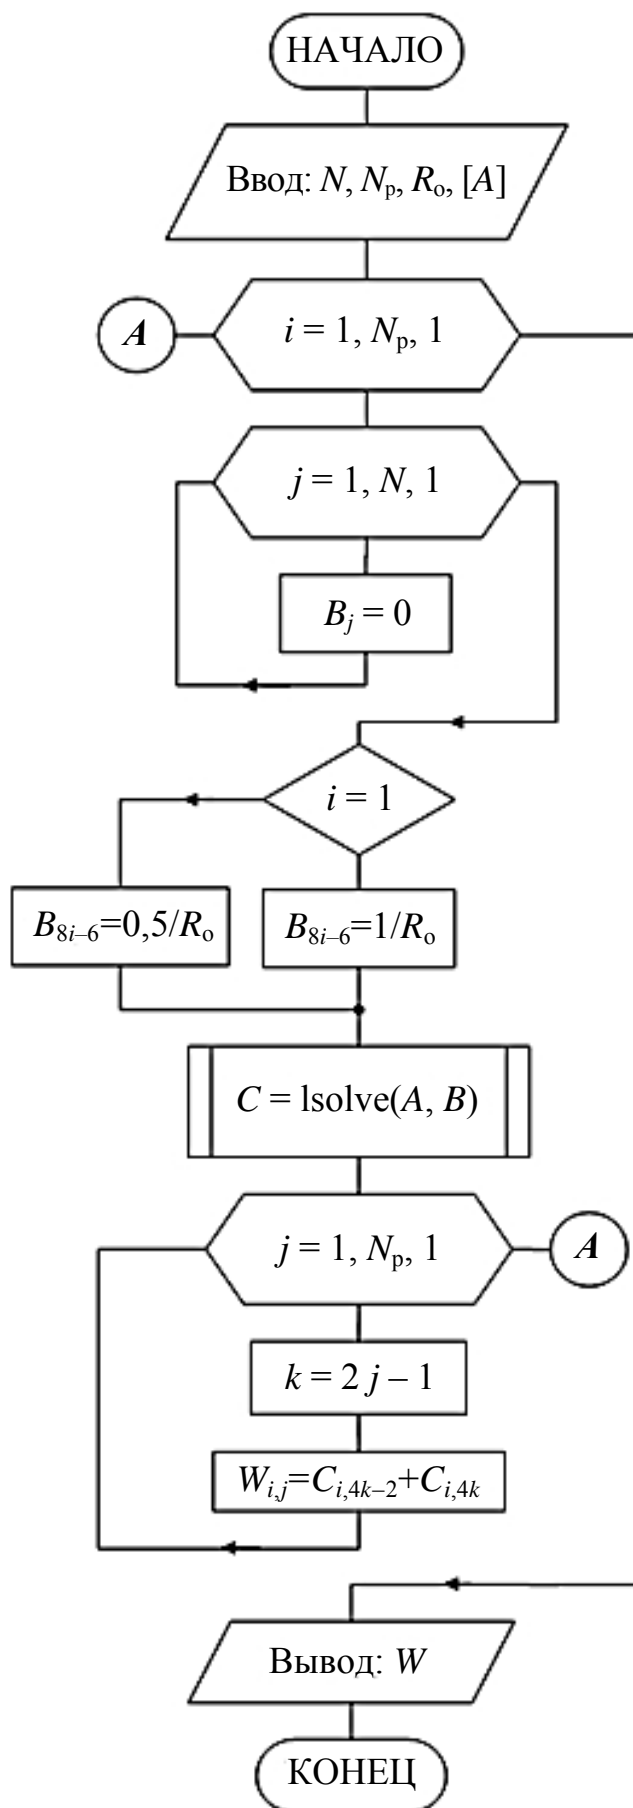 НАЧАЛО
Ввод: N, Nр, Rо, [A]
A
i = 1, Nр, 1
j = 1, N, 1
Bj = 0
i = 1
B8i–6=0,5/Rо
B8i–6=1/Rо
C = lsolve(A, B)
j = 1, Nр, 1
A
k = 2 j – 1
Wi,j=Ci,4k–2+Ci,4k
Вывод: W
КОНЕЦ